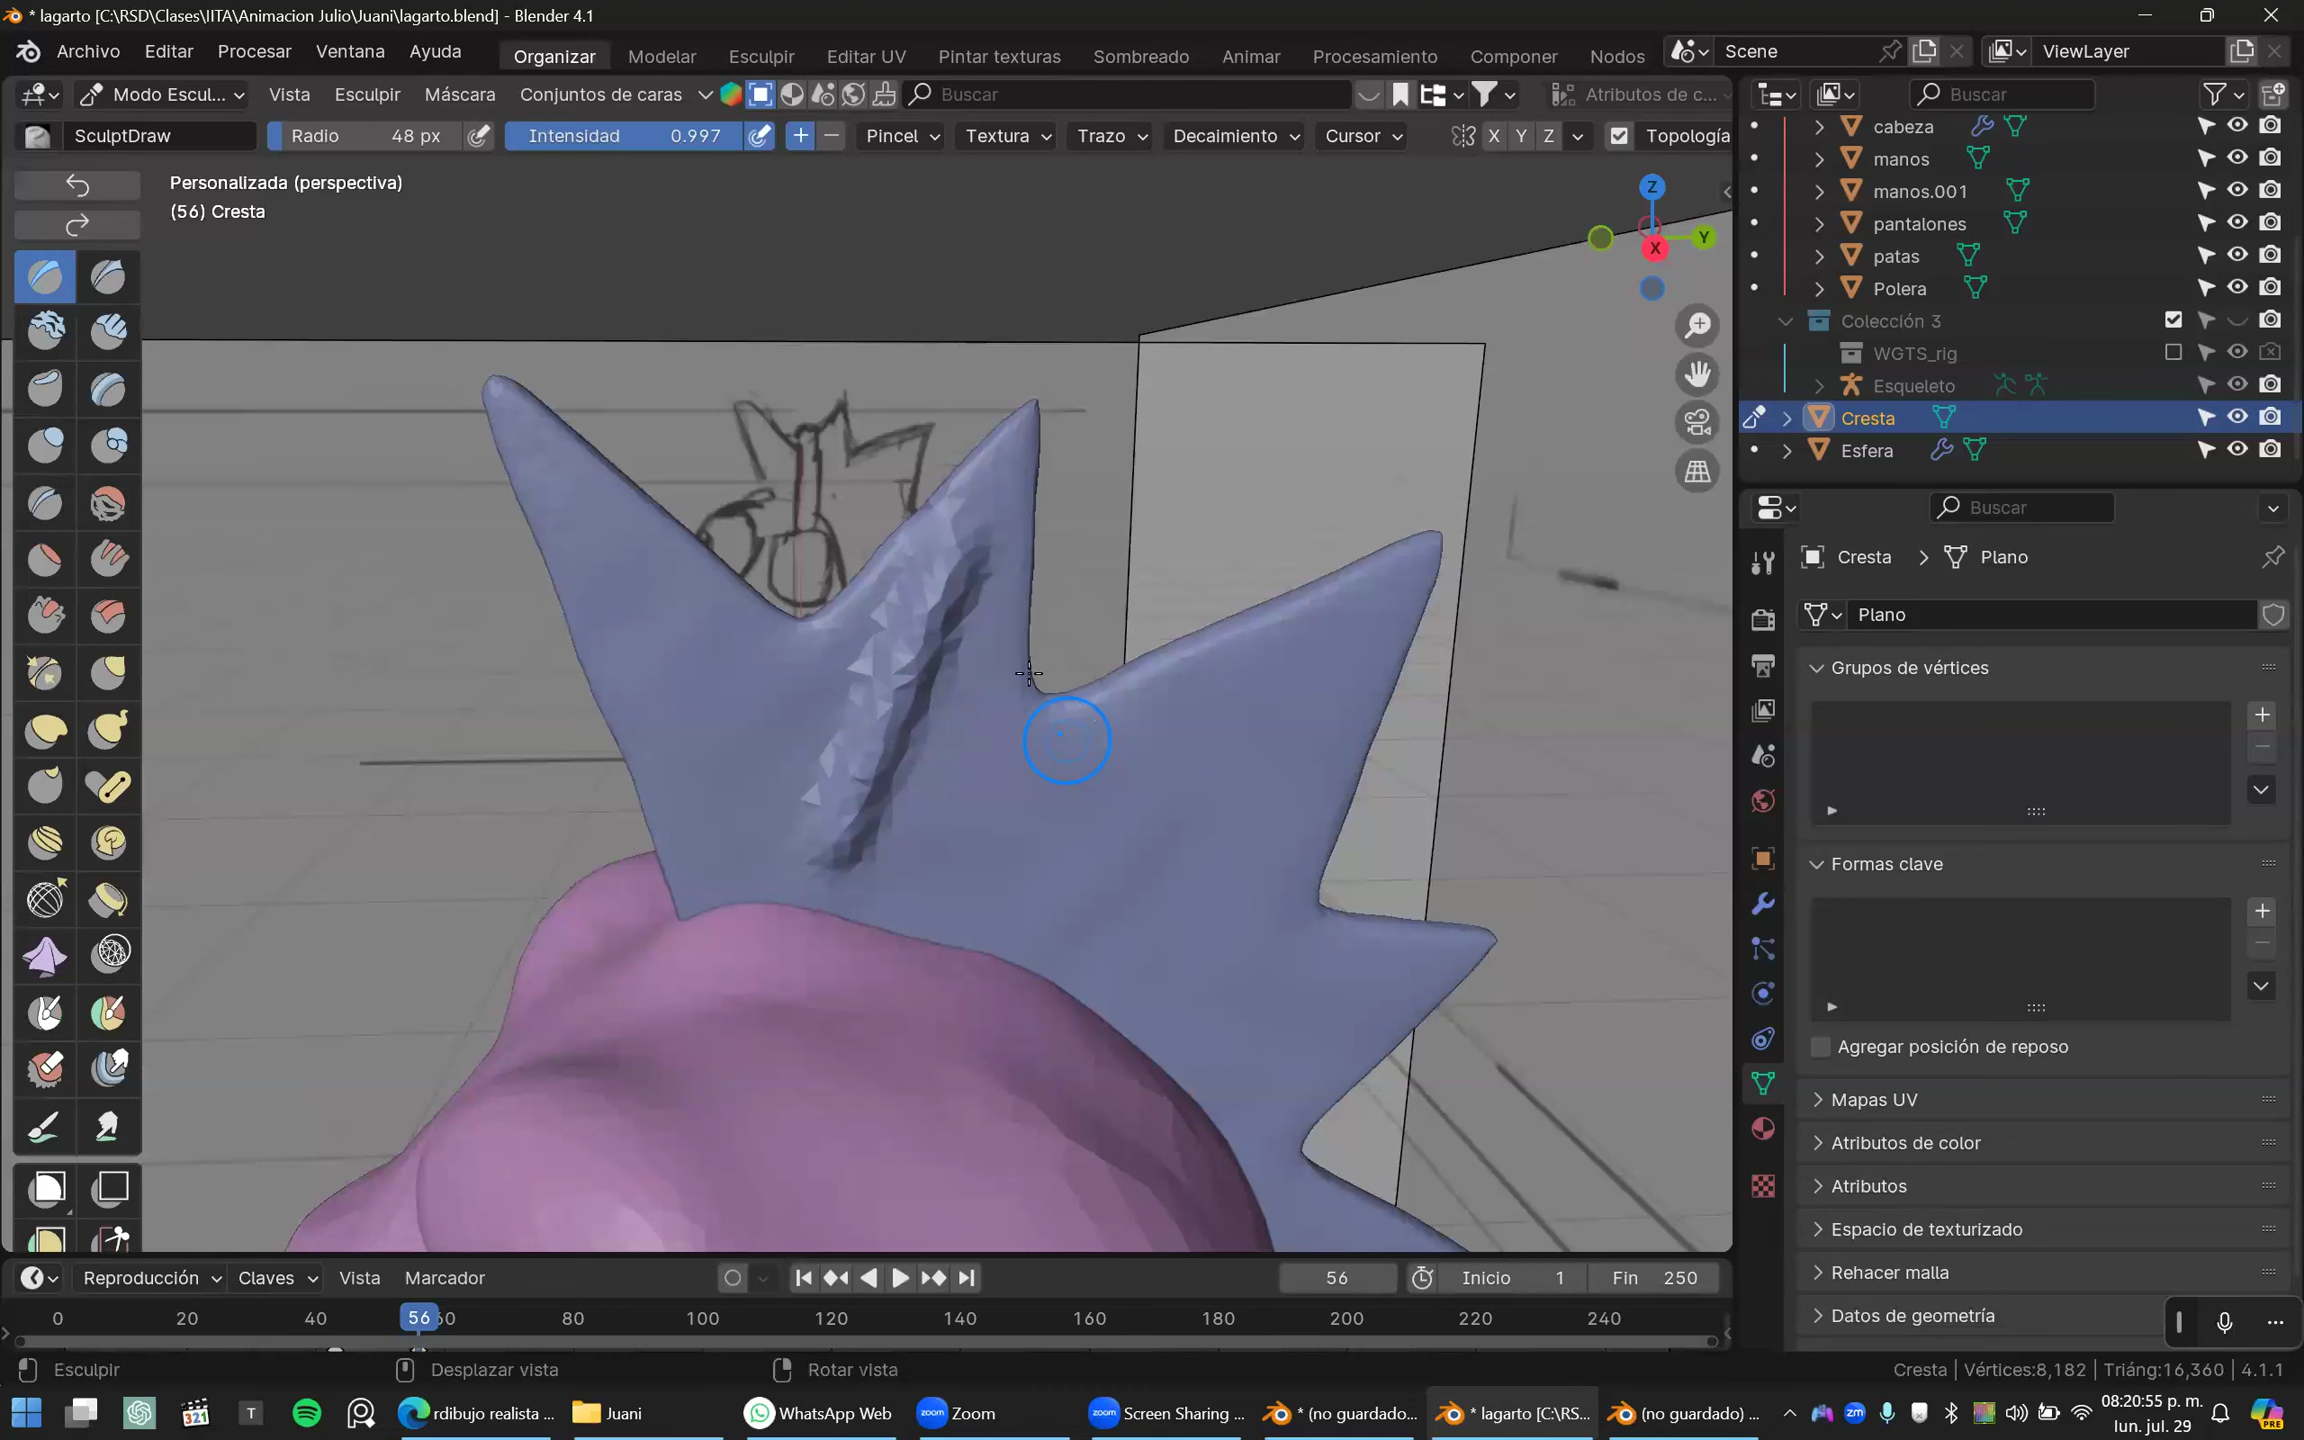 * lagarto [C:\RSD\Clases\IITA\Animacion Julio\Juani\lagarto.blend] - Blender 4.1
Archivo Editar Procesar Ventana Ayuda Organizar Modelar Esculpir Editar UV Pintar texturas Sombreado Animar Procesamiento Componer Nodos Scene ViewLayer
Modo Escul... Vista Esculpir Máscara Conjuntos de caras Buscar Atributos de c... Buscar
SculptDraw Radio 48 px Intensidad 0.997 Pincel Textura Trazo Decaimiento Cursor X Y Z Topología
Personalizada (perspectiva)
(56) Cresta
Z
Y
X
cabeza
manos
manos.001
pantalones
patas
Polera
Colección 3
WGTS_rig
Esqueleto
Cresta
Esfera
Buscar
Cresta Plano
Plano
Grupos de vértices
Formas clave
Agregar posición de reposo
Mapas UV
Atributos de color
Atributos
Espacio de texturizado
Rehacer malla
Datos de geometría
Reproducción Claves Vista Marcador 56 Inicio 1 Fin 250
0 20 40 56 60 80 100 120 140 160 180 200 220 240
Esculpir Desplazar vista Rotar vista Cresta | Vértices:8,182 | Triáng:16,360 | 4.1.1
rdibujo realista ... Juani WhatsApp Web Zoom Screen Sharing ... * (no guardado... * lagarto [C:\RS... (no guardado) ...
08:20:55 p. m.
lun. jul. 29